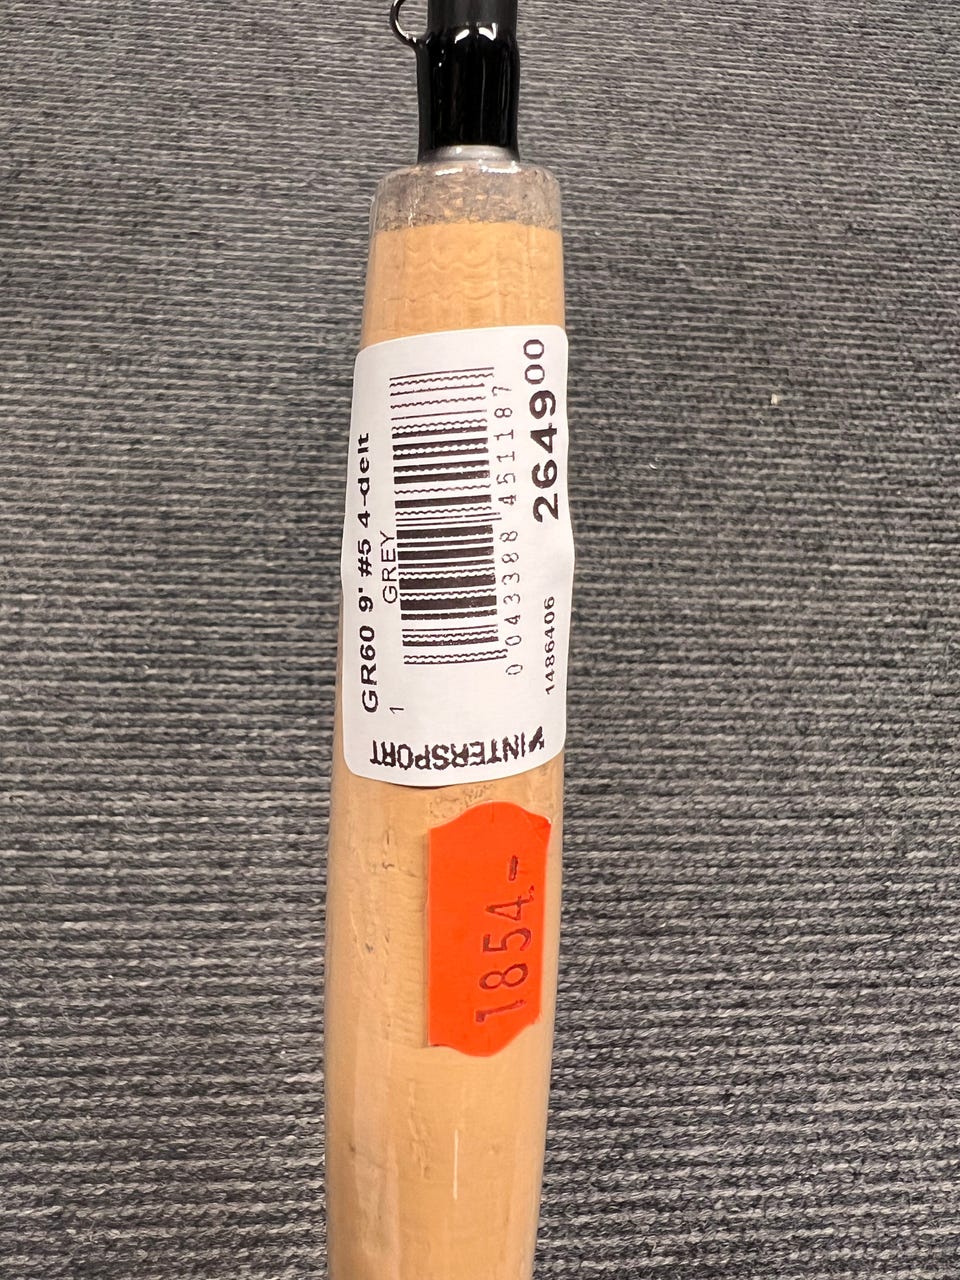 GR60 9' #5 4-delt
1 GREY
0 043388 451187
1486406 2649 00
INTERSPORT
1854.-